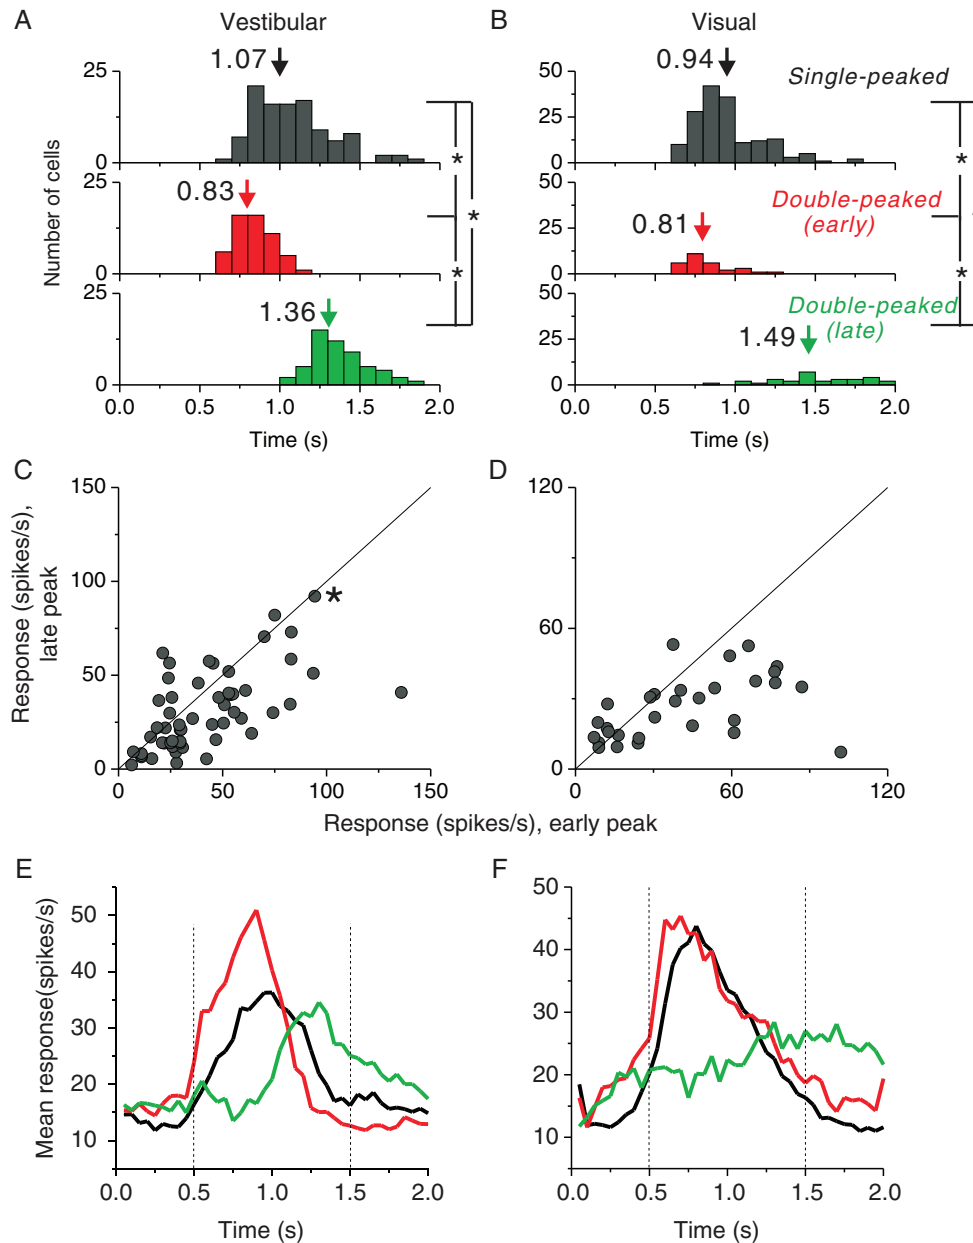 A
Vestibular
B
Visual
1.07
0.94
Single-peaked
25
0
50
25
0
*
*
*
*
*
Number of cells
0.83
25
0
0.81
50
25
0
Double-peaked
(early)
*
*
1.36
25
0
1.49
50
25
0
Double-peaked
(late)
0.0 0.5 1.0 1.5 2.0
0.0 0.5 1.0 1.5 2.0
Time (s)
Time (s)
C
D
Response (spikes/s),
late peak
150
100
50
0
*
120
60
0
0 50 100 150
0 60 120
Response (spikes/s), early peak
E
F
Mean response(spikes/s)
50
30
10
50
40
30
20
10
0.0 0.5 1.0 1.5 2.0
0.0 0.5 1.0 1.5 2.0
Time (s)
Time (s)